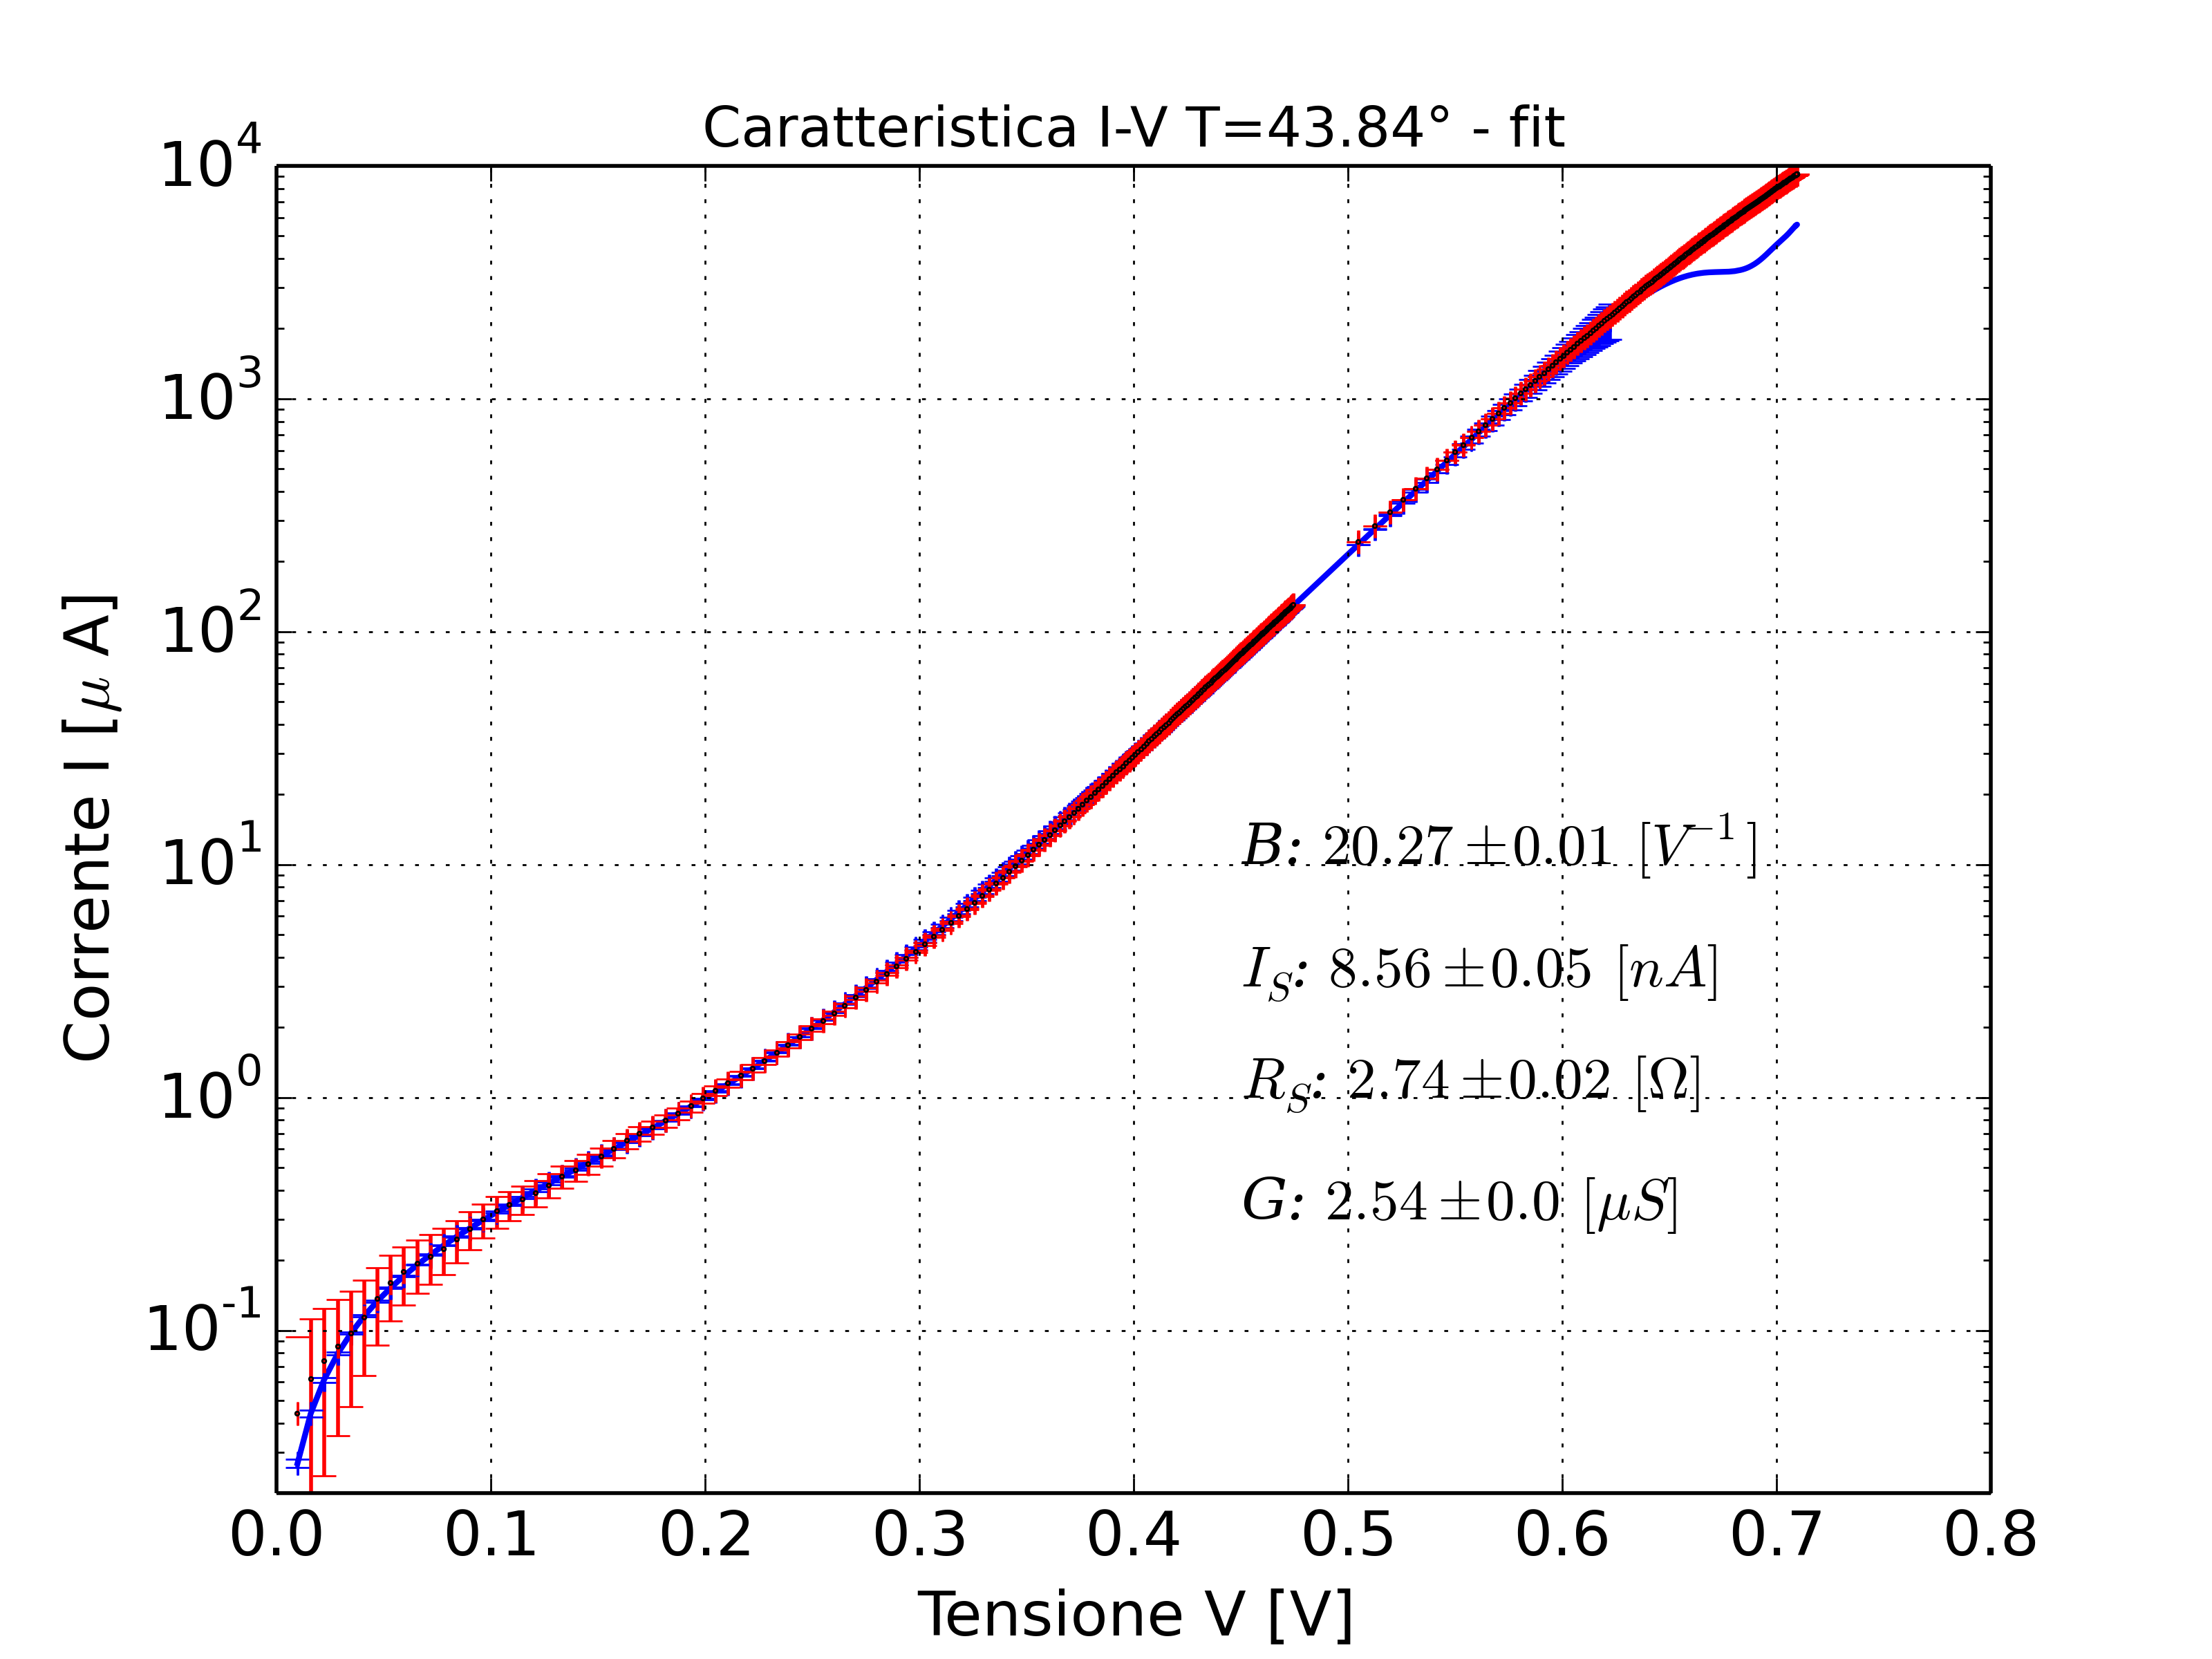 Caratteristica I-V T=43.84° - fit
10^4
10^3
10^2
10^1
10^0
10^-1
Corrente I [μ A]
B: 20.27 ± 0.01 [V^−1]
I_S: 8.56 ± 0.05 [nA]
R_S: 2.74 ± 0.02 [Ω]
G: 2.54 ± 0.0 [μS]
0.0 0.1 0.2 0.3 0.4 0.5 0.6 0.7 0.8
Tensione V [V]